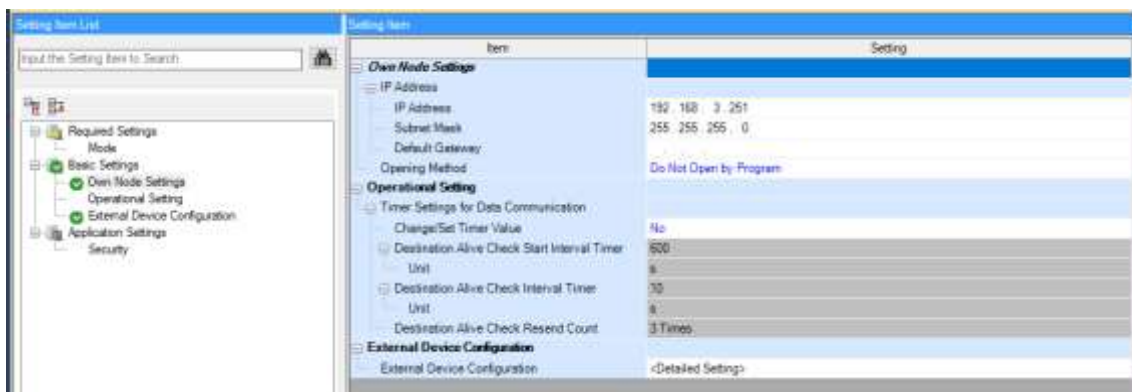 Setting Item List
Input the Setting Item to Search
Required Settings
Mode
Basic Settings
Own Node Settings
Operational Setting
External Device Configuration
Application Settings
Security
Setting Item
Item Setting
Own Node Settings
IP Address
IP Address 192 . 168 . 3 . 251
Subnet Mask 255 . 255 . 255 . 0
Default Gateway . . .
Opening Method Do Not Open by Program
Operational Setting
Timer Settings for Data Communication
Change/Set Timer Value No
Destination Alive Check Start Interval Timer 600
Unit s
Destination Alive Check Interval Timer 10
Unit s
Destination Alive Check Resend Count 3 Times
External Device Configuration
External Device Configuration <Detailed Setting>